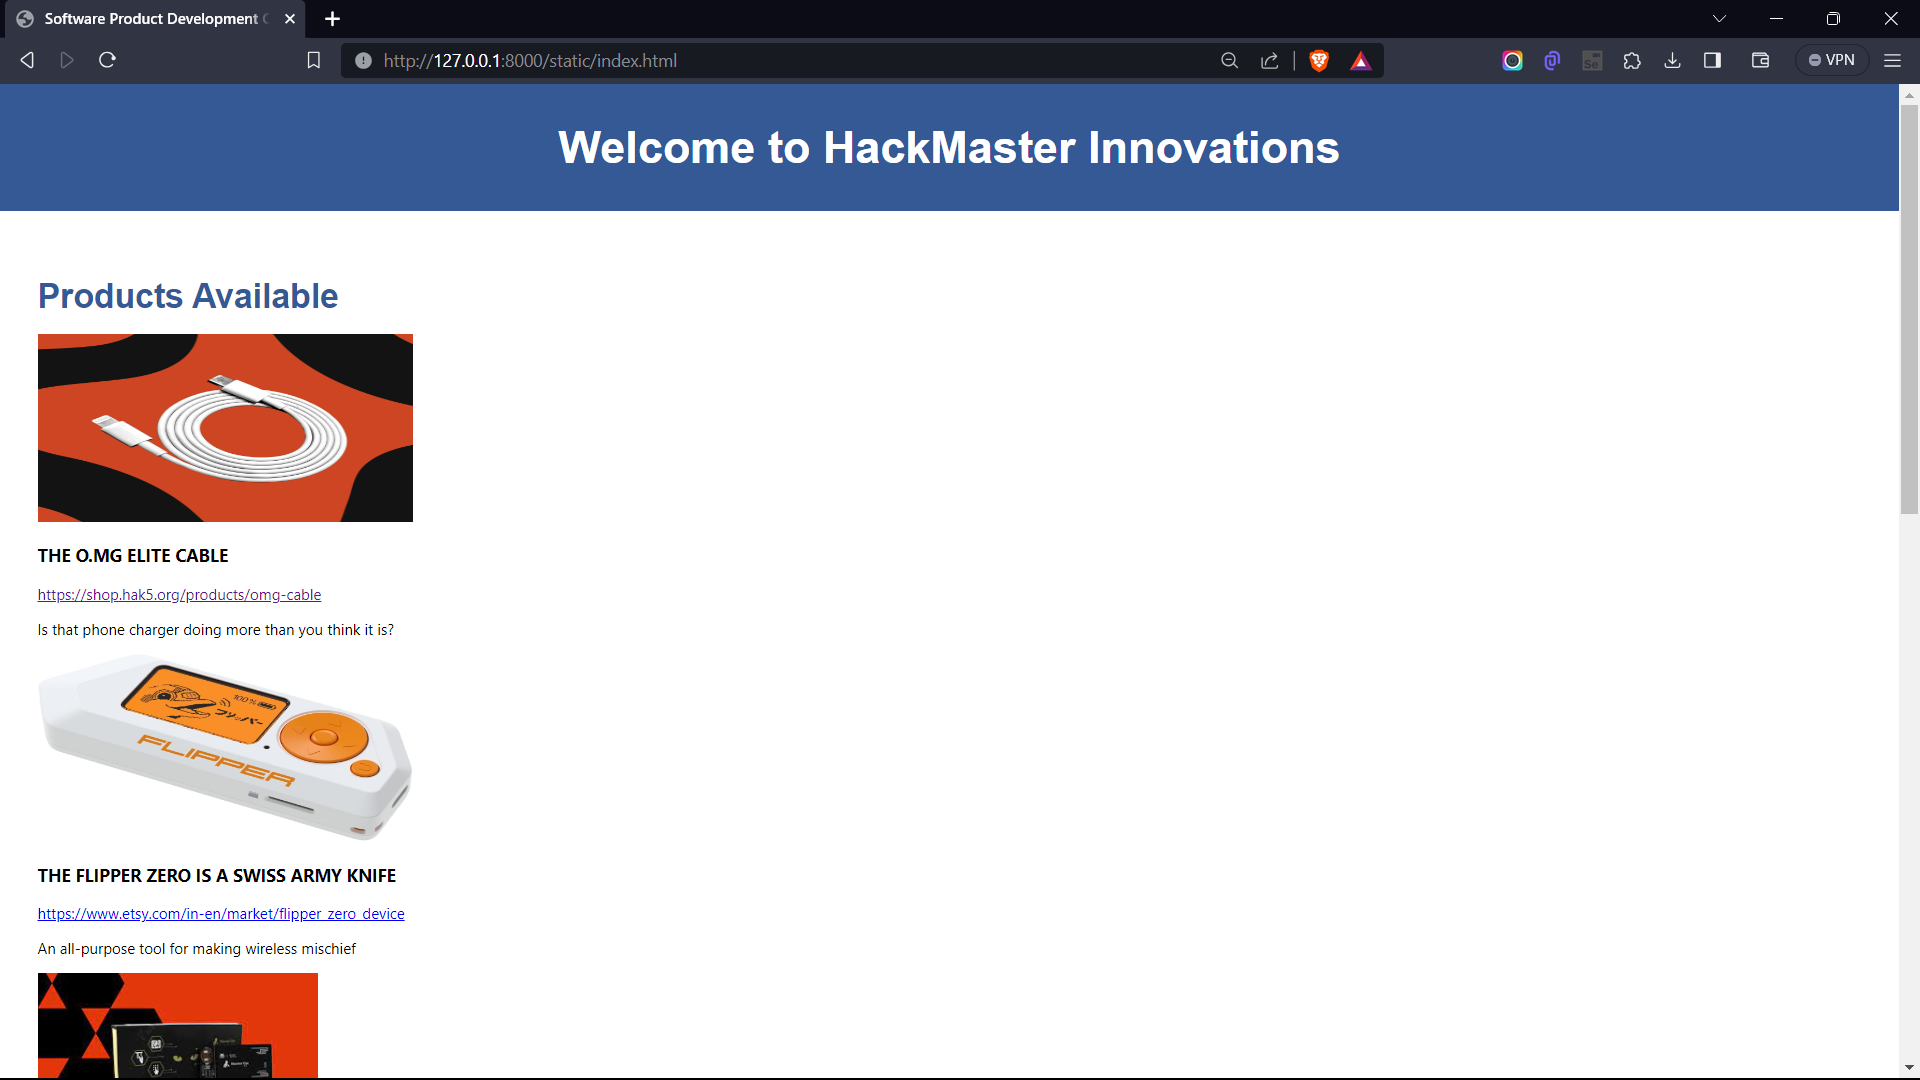 Software Product Development
http://127.0.0.1:8000/static/index.html
VPN
Welcome to HackMaster Innovations
Products Available
THE O.MG ELITE CABLE
https://shop.hak5.org/products/omg-cable
Is that phone charger doing more than you think it is?
100%
FLIPPER
THE FLIPPER ZERO IS A SWISS ARMY KNIFE
https://www.etsy.com/in-en/market/flipper_zero_device
An all-purpose tool for making wireless mischief